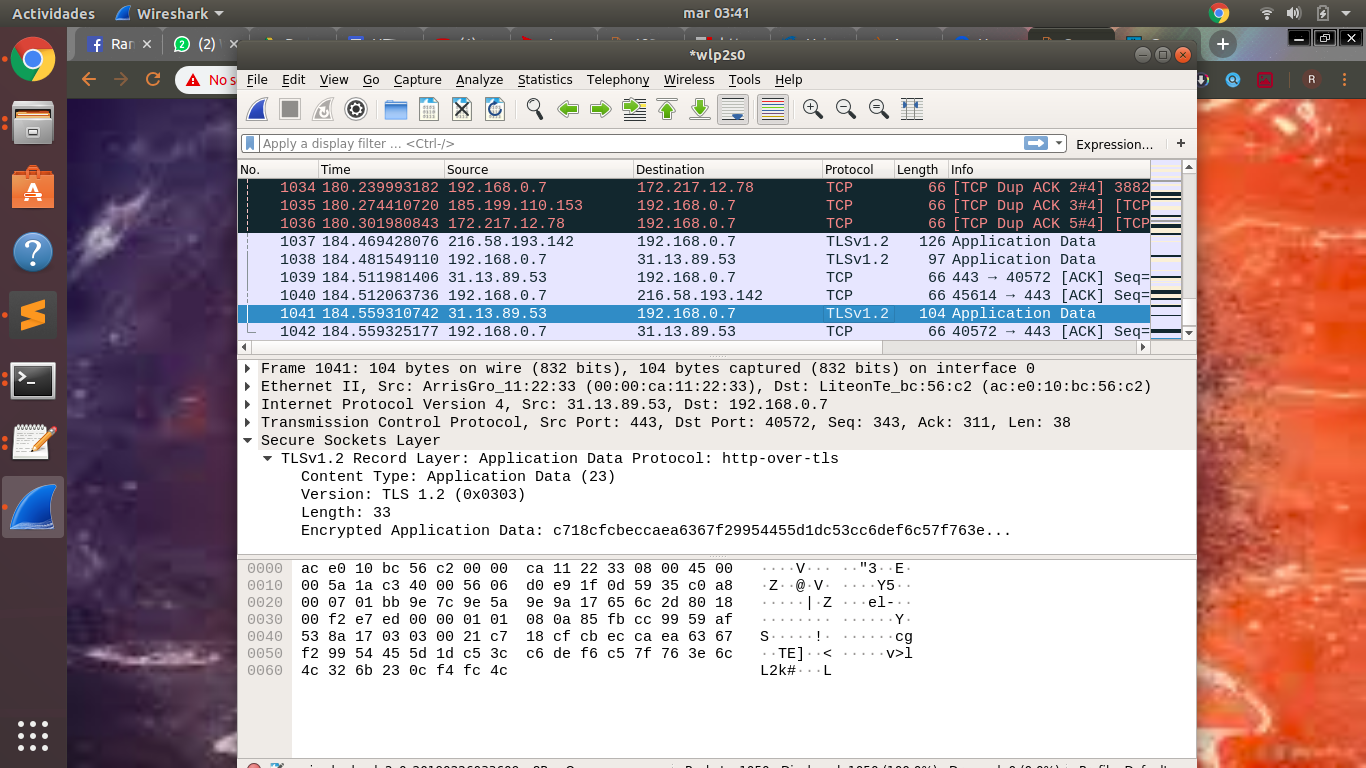 Actividades Wireshark mar 03:41
Ran × (2)
*wlp2s0
No s R
File Edit View Go Capture Analyze Statistics Telephony Wireless Tools Help
Apply a display filter ... <Ctrl-/> Expression... +
No. Time Source Destination Protocol Length Info
1034 180.239993182 192.168.0.7 172.217.12.78 TCP 66 [TCP Dup ACK 2#4] 3882
1035 180.274410720 185.199.110.153 192.168.0.7 TCP 66 [TCP Dup ACK 3#4] [TCP
1036 180.301980843 172.217.12.78 192.168.0.7 TCP 66 [TCP Dup ACK 5#4] [TCP
1037 184.469428076 216.58.193.142 192.168.0.7 TLSv1.2 126 Application Data
1038 184.481549110 192.168.0.7 31.13.89.53 TLSv1.2 97 Application Data
1039 184.511981406 31.13.89.53 192.168.0.7 TCP 66 443 → 40572 [ACK] Seq=
1040 184.512063736 192.168.0.7 216.58.193.142 TCP 66 45614 → 443 [ACK] Seq=
1041 184.559310742 31.13.89.53 192.168.0.7 TLSv1.2 104 Application Data
1042 184.559325177 192.168.0.7 31.13.89.53 TCP 66 40572 → 443 [ACK] Seq=
Frame 1041: 104 bytes on wire (832 bits), 104 bytes captured (832 bits) on interface 0
Ethernet II, Src: ArrisGro_11:22:33 (00:00:ca:11:22:33), Dst: LiteonTe_bc:56:c2 (ac:e0:10:bc:56:c2)
Internet Protocol Version 4, Src: 31.13.89.53, Dst: 192.168.0.7
Transmission Control Protocol, Src Port: 443, Dst Port: 40572, Seq: 343, Ack: 311, Len: 38
Secure Sockets Layer
TLSv1.2 Record Layer: Application Data Protocol: http-over-tls
Content Type: Application Data (23)
Version: TLS 1.2 (0x0303)
Length: 33
Encrypted Application Data: c718cfcbeccaea6367f29954455d1dc53cc6def6c57f763e...
0000 ac e0 10 bc 56 c2 00 00 ca 11 22 33 08 00 45 00 ····V··· ··"3··E·
0010 00 5a 1a c3 40 00 56 06 d0 e9 1f 0d 59 35 c0 a8 ·Z··@·V· ····Y5··
0020 00 07 01 bb 9e 7c 9e 5a 9e 9a 17 65 6c 2d 80 18 ·····|·Z ···el-··
0030 00 f2 e7 ed 00 00 01 01 08 0a 85 fb cc 99 59 af ········ ······Y·
0040 53 8a 17 03 03 00 21 c7 18 cf cb ec ca ea 63 67 S·····!· ······cg
0050 f2 99 54 45 5d 1d c5 3c c6 de f6 c5 7f 76 3e 6c ··TE]··< ·····v>l
0060 4c 32 6b 23 0c f4 fc 4c L2k#···L